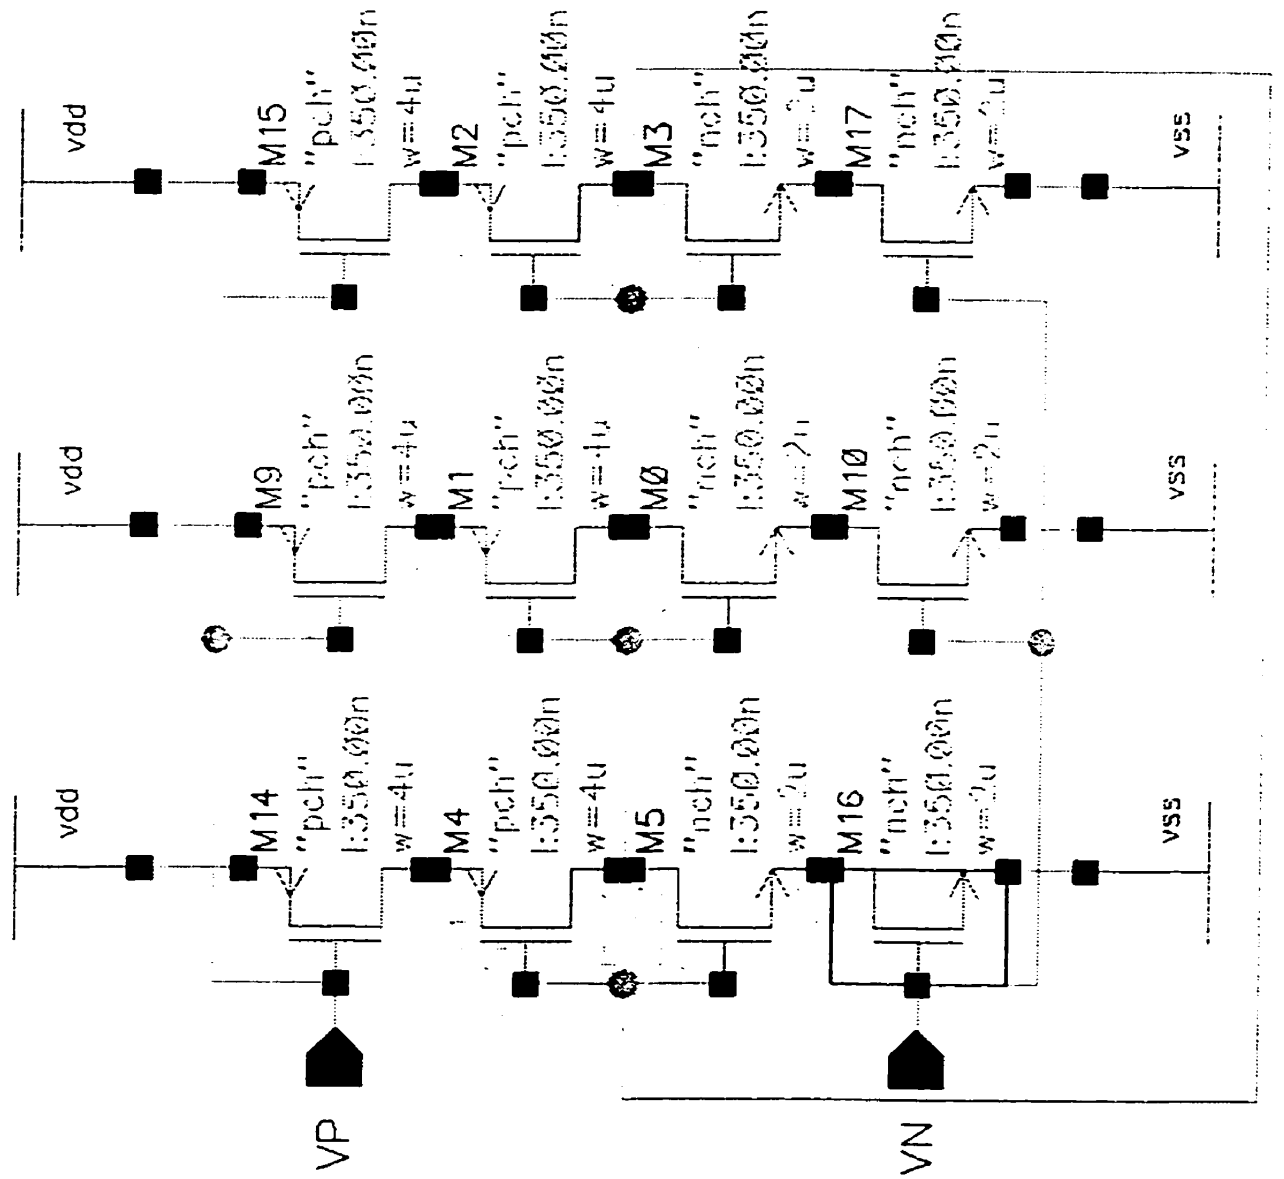 VP
VN
vdd
M14
"pch"
l:350.00n
w=4u
M4
"pch"
l:350.00n
w=4u
M5
"nch"
l:350.00n
w=2u
M16
"nch"
l:350.00n
w=2u
vss
vdd
M9
"pch"
l:350.00n
w=4u
M1
"pch"
l:350.00n
w=4u
M0
"nch"
l:350.00n
w=2u
M10
"nch"
l:350.00n
w=2u
vss
vdd
M15
"pch"
l:350.00n
w=4u
M2
"pch"
l:350.00n
w=4u
M3
"nch"
l:350.00n
w=2u
M17
"nch"
l:350.00n
w=2u
vss